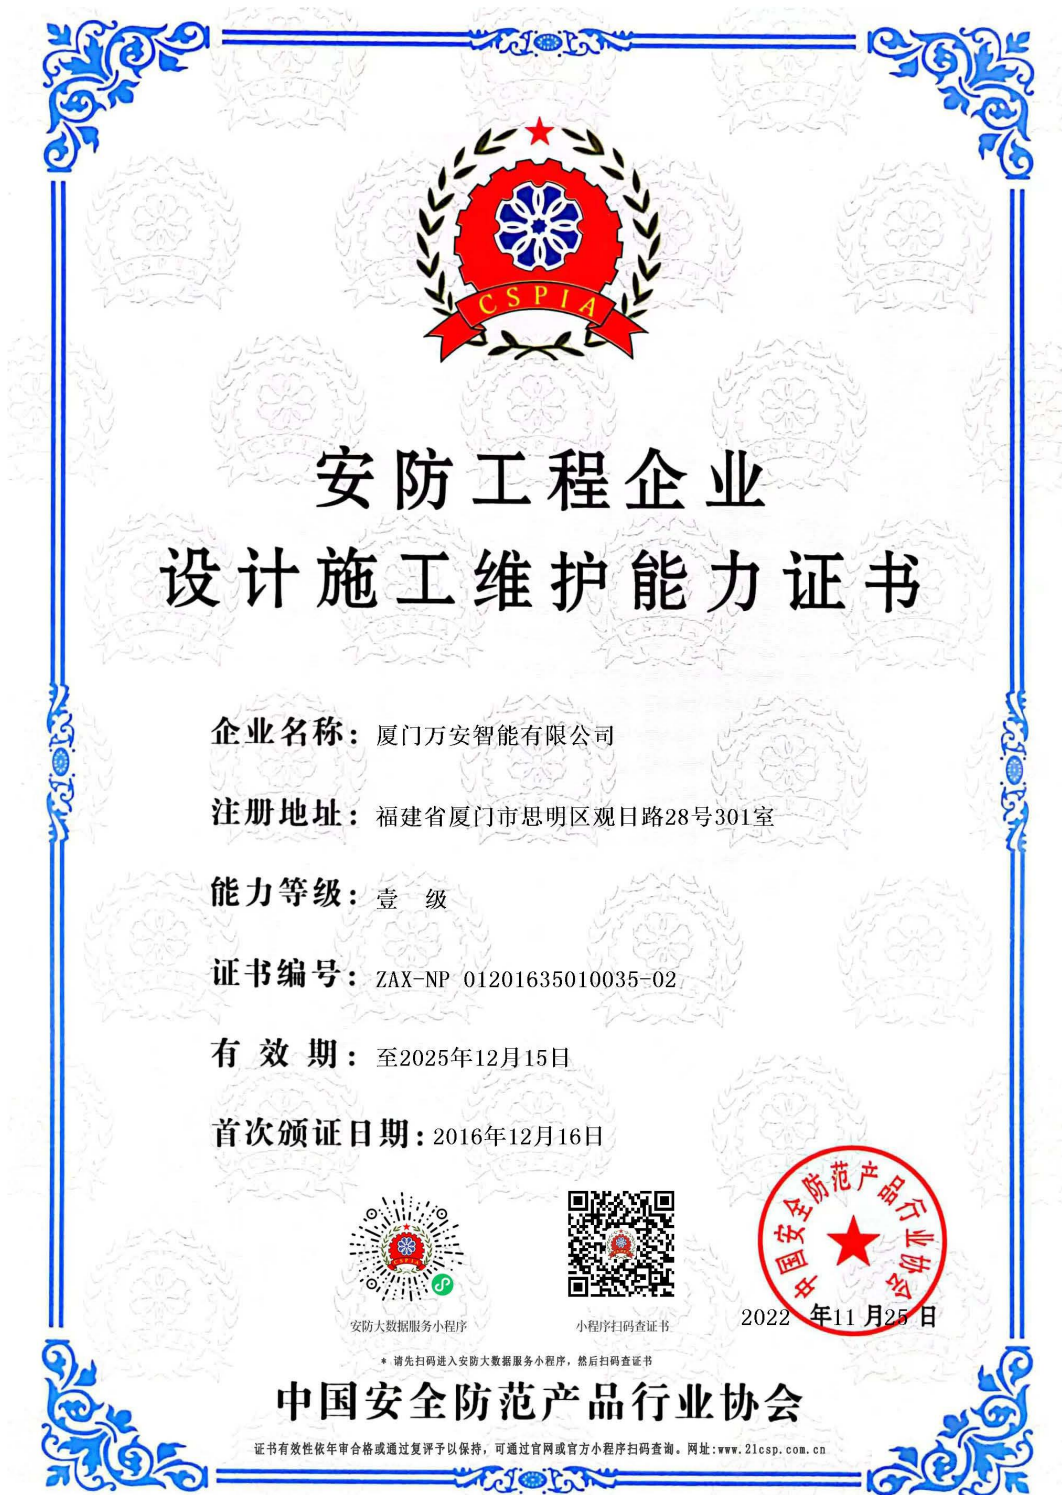 CSPIA
安防工程企业
设计施工维护能力证书
企业名称：厦门万安智能有限公司
注册地址：福建省厦门市思明区观日路28号301室
能力等级：壹 级
证书编号：ZAX-NP 01201635010035-02
有 效 期：至2025年12月15日
首次颁证日期：2016年12月16日
中国安全防范产品行业协会
2022 年11月25日
安防大数据服务小程序
小程序扫码查证书
* 请先扫码进入安防大数据服务小程序，然后扫码查证书
中国安全防范产品行业协会
证书有效性依年审合格或通过复评予以保持，可通过官网或官方小程序扫码查询。网址:www.21csp.com.cn